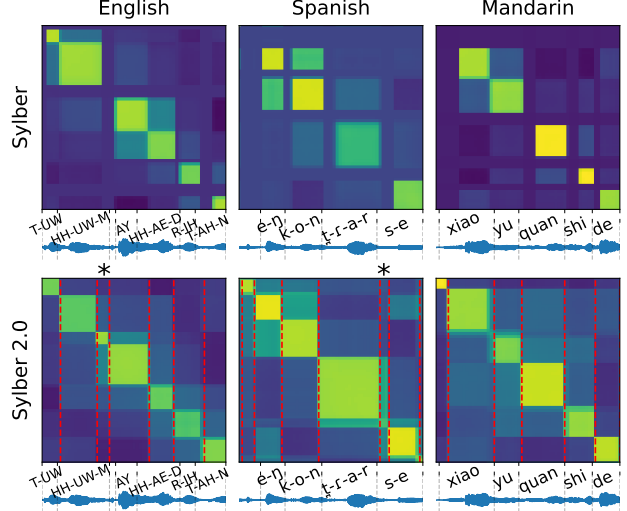 English Spanish Mandarin
Sylber
T-UW HH-UW-M AY HH-AE-D R-IH T-AH-N
e-ŋ k-o-n t̪-r-a-r s-e
xiao yu quan shi de
* *
Sylber 2.0
T-UW HH-UW-M AY HH-AE-D R-IH T-AH-N
e-ŋ k-o-n t̪-r-a-r s-e
xiao yu quan shi de